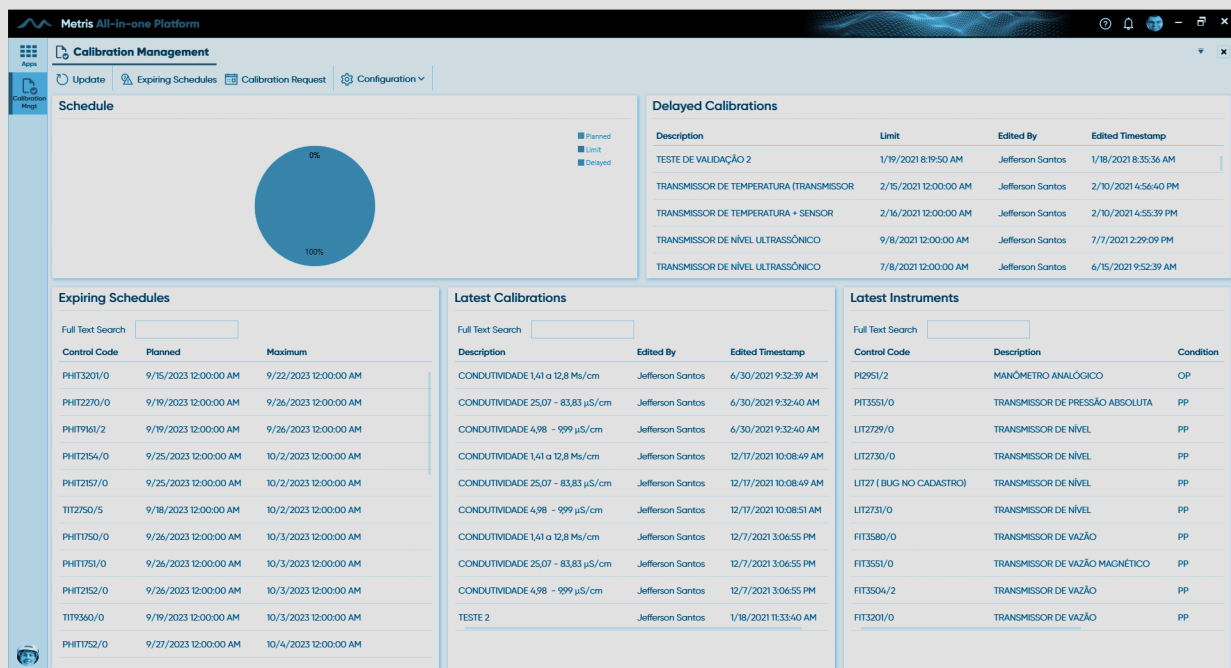 Metris All-in-one Platform
Apps
Calibration Mngt
Calibration Management
Update Expiring Schedules Calibration Request Configuration
Schedule
Planned
Limit
Delayed
0%
100%
Delayed Calibrations
Description Limit Edited By Edited Timestamp
TESTE DE VALIDAÇÃO 2 1/19/2021 8:19:50 AM Jefferson Santos 1/18/2021 8:35:36 AM
TRANSMISSOR DE TEMPERATURA (TRANSMISSOR 2/15/2021 12:00:00 AM Jefferson Santos 2/10/2021 4:56:40 PM
TRANSMISSOR DE TEMPERATURA + SENSOR 2/16/2021 12:00:00 AM Jefferson Santos 2/10/2021 4:55:39 PM
TRANSMISSOR DE NÍVEL ULTRASSÔNICO 9/8/2021 12:00:00 AM Jefferson Santos 7/7/2021 2:29:09 PM
TRANSMISSOR DE NÍVEL ULTRASSÔNICO 7/8/2021 12:00:00 AM Jefferson Santos 6/15/2021 9:52:39 AM
Expiring Schedules
Full Text Search
Control Code Planned Maximum
PHIT3201/0 9/15/2023 12:00:00 AM 9/22/2023 12:00:00 AM
PHIT2270/0 9/19/2023 12:00:00 AM 9/26/2023 12:00:00 AM
PHIT9161/2 9/19/2023 12:00:00 AM 9/26/2023 12:00:00 AM
PHIT2154/0 9/25/2023 12:00:00 AM 10/2/2023 12:00:00 AM
PHIT2157/0 9/25/2023 12:00:00 AM 10/2/2023 12:00:00 AM
TIT2750/5 9/18/2023 12:00:00 AM 10/2/2023 12:00:00 AM
PHIT1750/0 9/26/2023 12:00:00 AM 10/3/2023 12:00:00 AM
PHIT1751/0 9/26/2023 12:00:00 AM 10/3/2023 12:00:00 AM
PHIT2152/0 9/26/2023 12:00:00 AM 10/3/2023 12:00:00 AM
TIT9360/0 9/19/2023 12:00:00 AM 10/3/2023 12:00:00 AM
PHIT1752/0 9/27/2023 12:00:00 AM 10/4/2023 12:00:00 AM
Latest Calibrations
Full Text Search
Description Edited By Edited Timestamp
CONDUTIVIDADE 1,41 a 12,8 Ms/cm Jefferson Santos 6/30/2021 9:32:39 AM
CONDUTIVIDADE 25,07 - 83,83 µS/cm Jefferson Santos 6/30/2021 9:32:40 AM
CONDUTIVIDADE 4,98 - 9,99 µS/cm Jefferson Santos 6/30/2021 9:32:40 AM
CONDUTIVIDADE 1,41 a 12,8 Ms/cm Jefferson Santos 12/17/2021 10:08:49 AM
CONDUTIVIDADE 25,07 - 83,83 µS/cm Jefferson Santos 12/17/2021 10:08:49 AM
CONDUTIVIDADE 4,98 - 9,99 µS/cm Jefferson Santos 12/17/2021 10:08:51 AM
CONDUTIVIDADE 1,41 a 12,8 Ms/cm Jefferson Santos 12/7/2021 3:06:55 PM
CONDUTIVIDADE 25,07 - 83,83 µS/cm Jefferson Santos 12/7/2021 3:06:55 PM
CONDUTIVIDADE 4,98 - 9,99 µS/cm Jefferson Santos 12/7/2021 3:06:55 PM
TESTE 2 Jefferson Santos 1/18/2021 11:33:40 AM
Latest Instruments
Full Text Search
Control Code Description Condition
PI2951/2 MANÔMETRO ANALÓGICO OP
PIT3551/0 TRANSMISSOR DE PRESSÃO ABSOLUTA PP
LIT2729/0 TRANSMISSOR DE NÍVEL PP
LIT2730/0 TRANSMISSOR DE NÍVEL PP
LIT27 ( BUG NO CADASTRO) TRANSMISSOR DE NÍVEL PP
LIT2731/0 TRANSMISSOR DE NÍVEL PP
FIT3580/0 TRANSMISSOR DE VAZÃO PP
FIT3551/0 TRANSMISSOR DE VAZÃO MAGNÉTICO PP
FIT3504/2 TRANSMISSOR DE VAZÃO PP
FIT3201/0 TRANSMISSOR DE VAZÃO PP